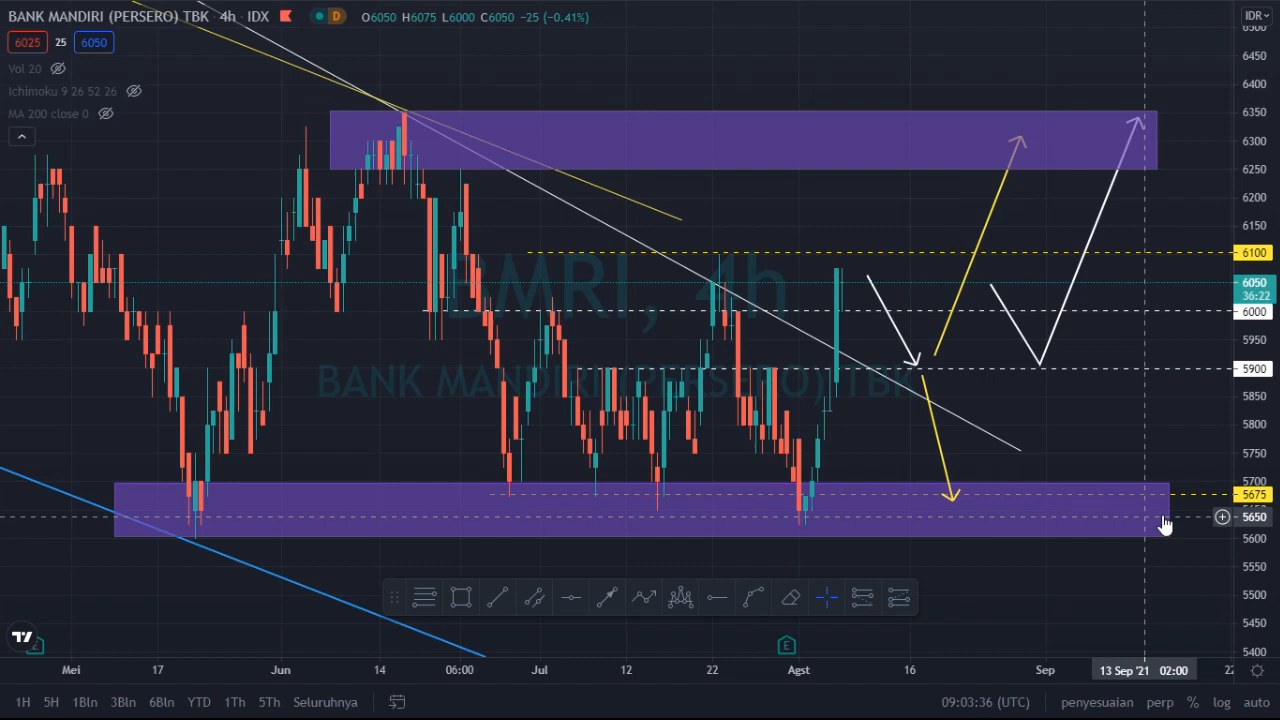 BANK MANDIRI (PERSERO) TBK · 4h · IDX D O6050 H6075 L6000 C6050 −25 (−0.41%) IDR
6025 25 6050
Vol 20
Ichimoku 9 26 52 26
MA 200 close 0
BMRI, 4h
BANK MANDIRI (PERSERO) TBK
6500
6450
6400
6350
6300
6250
6200
6150
6100
6050
36:22
6000
5950
5900
5850
5800
5750
5700
5675
5650
5600
5550
5500
5450
5400
E E
Mei 17 Jun 14 06:00 Jul 12 22 Agst 16 Sep 13 Sep '21 02:00 22
1H 5H 1Bln 3Bln 6Bln YTD 1Th 5Th Seluruhnya 09:03:36 (UTC) penyesuaian perp % log auto